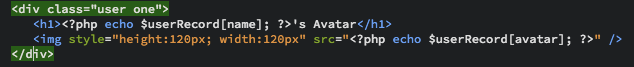 <div class="user one">
<h1><?php echo $userRecord[name]; ?>'s Avatar</h1>
<img style="height:120px; width:120px" src="<?php echo $userRecord[avatar]; ?>" />
</div>